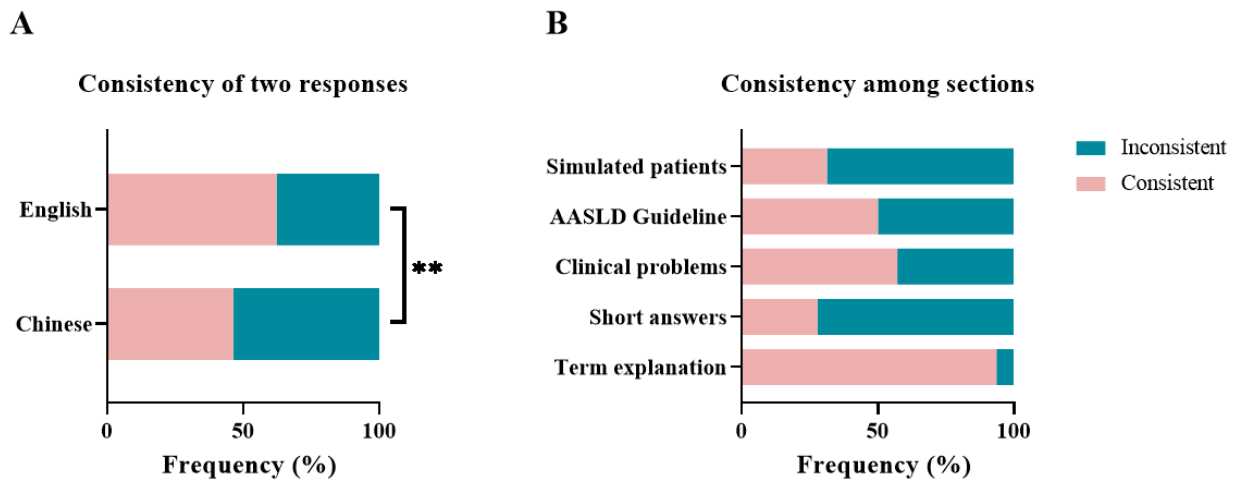 A
Consistency of two responses
English
Chinese
**
0 50 100
Frequency (%)
B
Consistency among sections
Simulated patients
AASLD Guideline
Clinical problems
Short answers
Term explanation
0 50 100
Frequency (%)
Inconsistent
Consistent